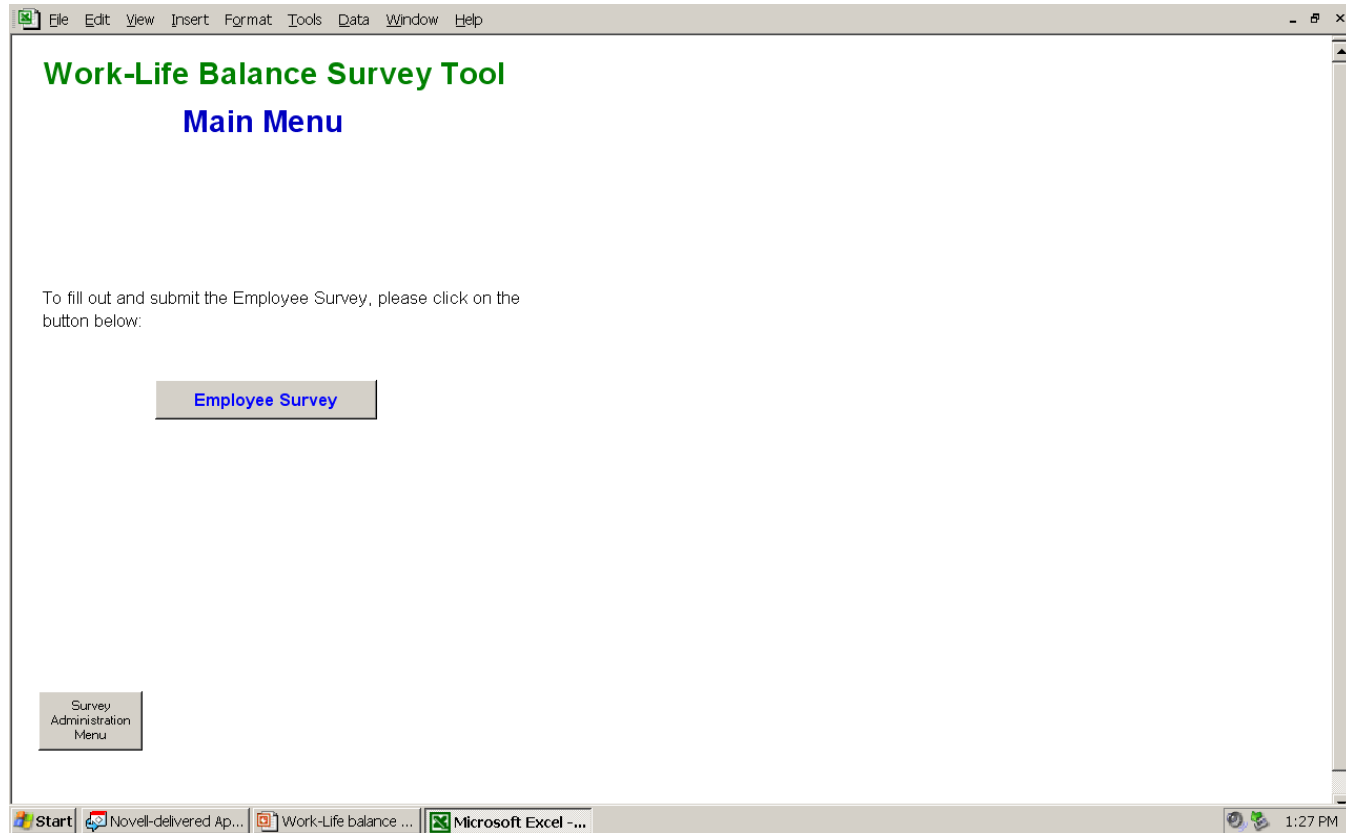 File Edit View Insert Format Tools Data Window Help
Work-Life Balance Survey Tool
Main Menu
To fill out and submit the Employee Survey, please click on the
button below:
Employee Survey
Survey
Administration
Menu
Start Novell-delivered Ap... Work-Life balance ... Microsoft Excel -... 1:27 PM